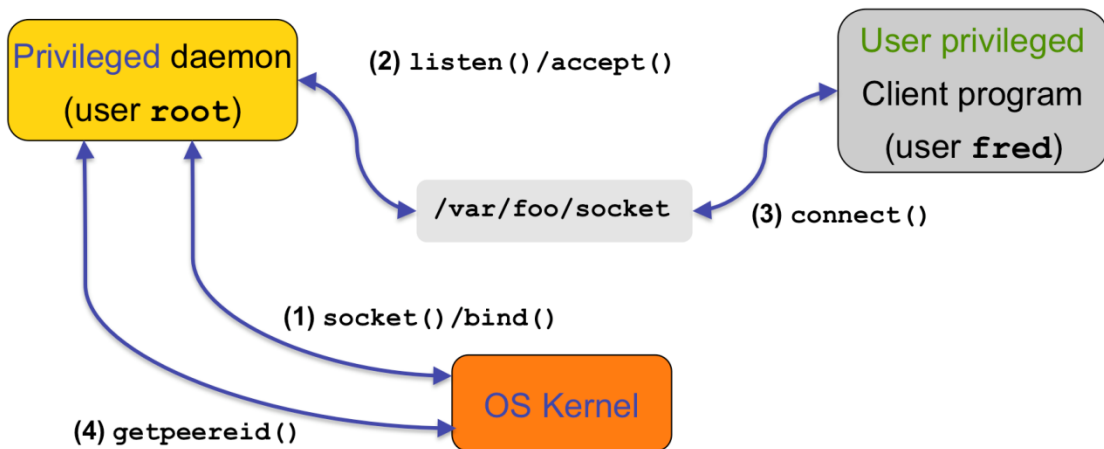 Privileged daemon
(user root)
(2) listen()/accept()
User privileged
Client program
(user fred)
/var/foo/socket
(3) connect()
(1) socket()/bind()
OS Kernel
(4) getpeereid()